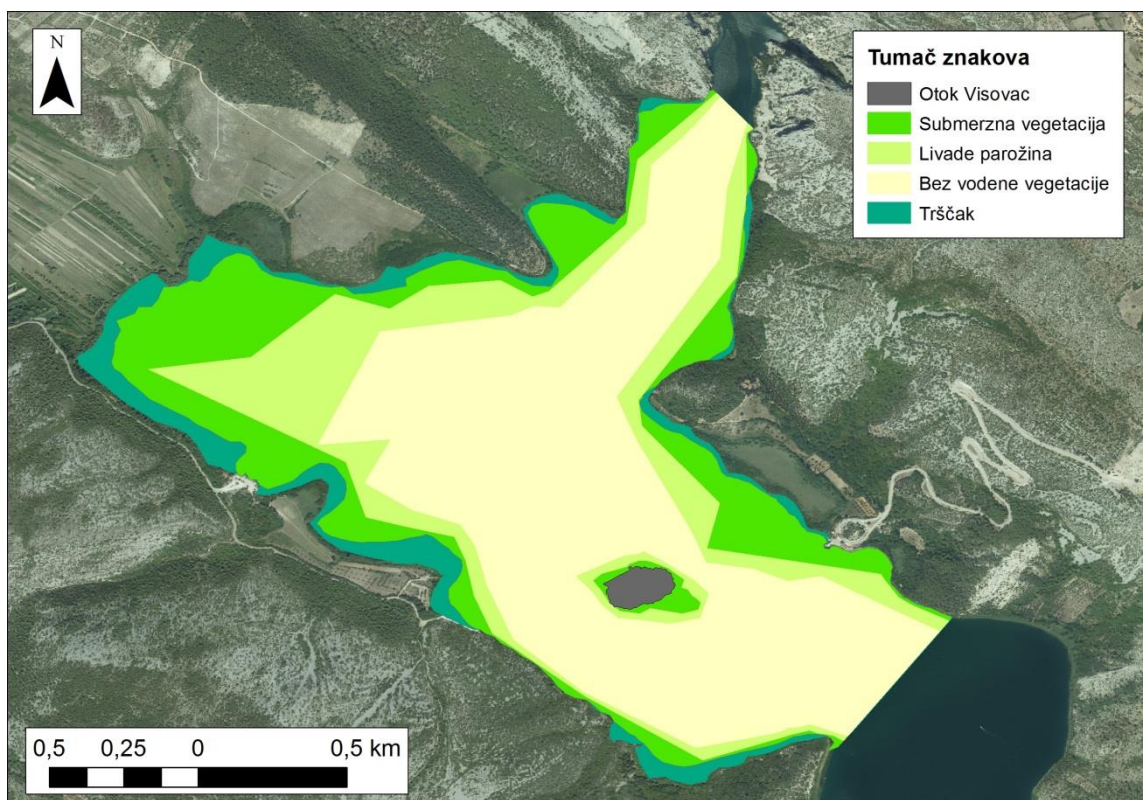 N
Tumač znakova
Otok Visovac
Submerzna vegetacija
Livade parožina
Bez vodene vegetacije
Trščak
0,5 0,25 0 0,5 km